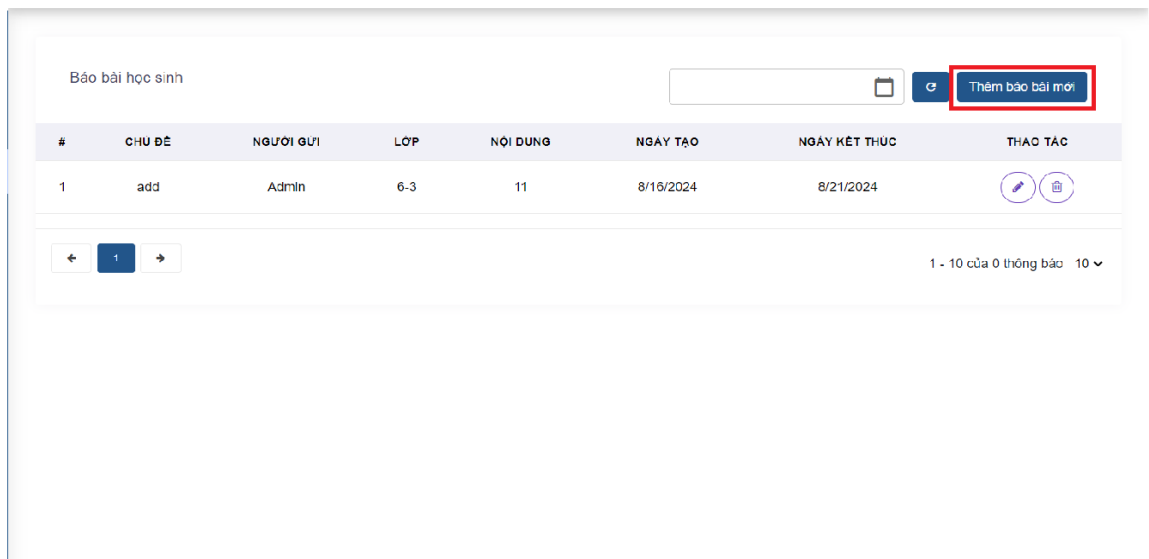 Báo bài học sinh
Thêm báo bài mới
# CHỦ ĐỀ NGƯỜI GỬI LỚP NỘI DUNG NGÀY TẠO NGÀY KẾT THÚC THAO TÁC
1 add Admin 6-3 11 8/16/2024 8/21/2024
1
1 - 10 của 0 thông báo 10